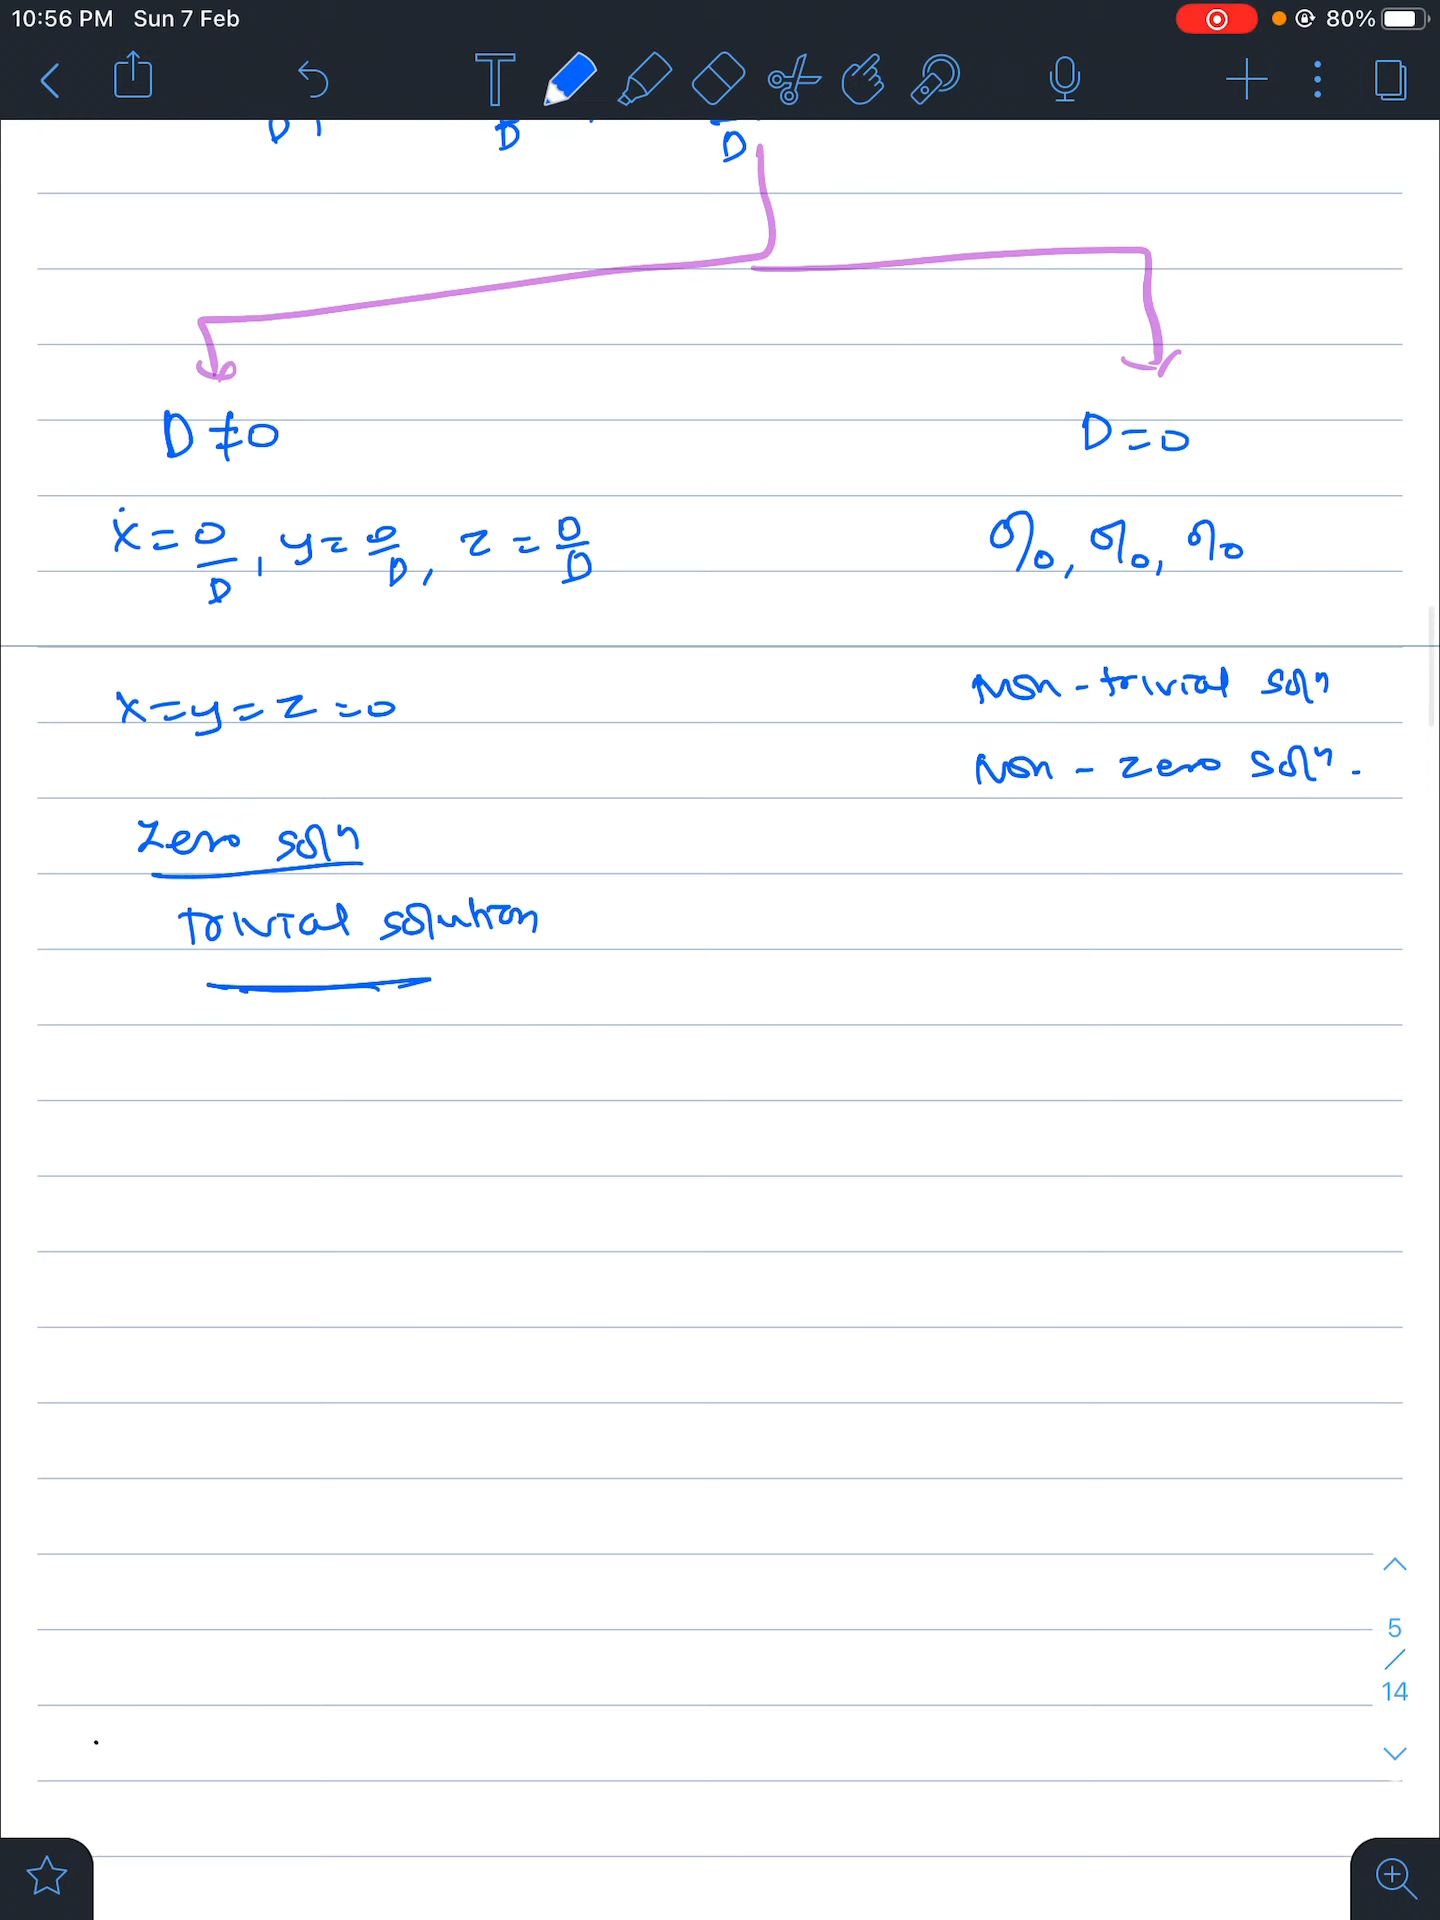 10:56 PM Sun 7 Feb 80%
T
D D D
D ≠ 0 D = 0
x = 0/D, y = 0/D, z = 0/D 0/0, 0/0, 0/0
x = y = z = 0 Non-trivial solⁿ
Non-zero solⁿ.
Zero solⁿ
trivial solution
5
/
14